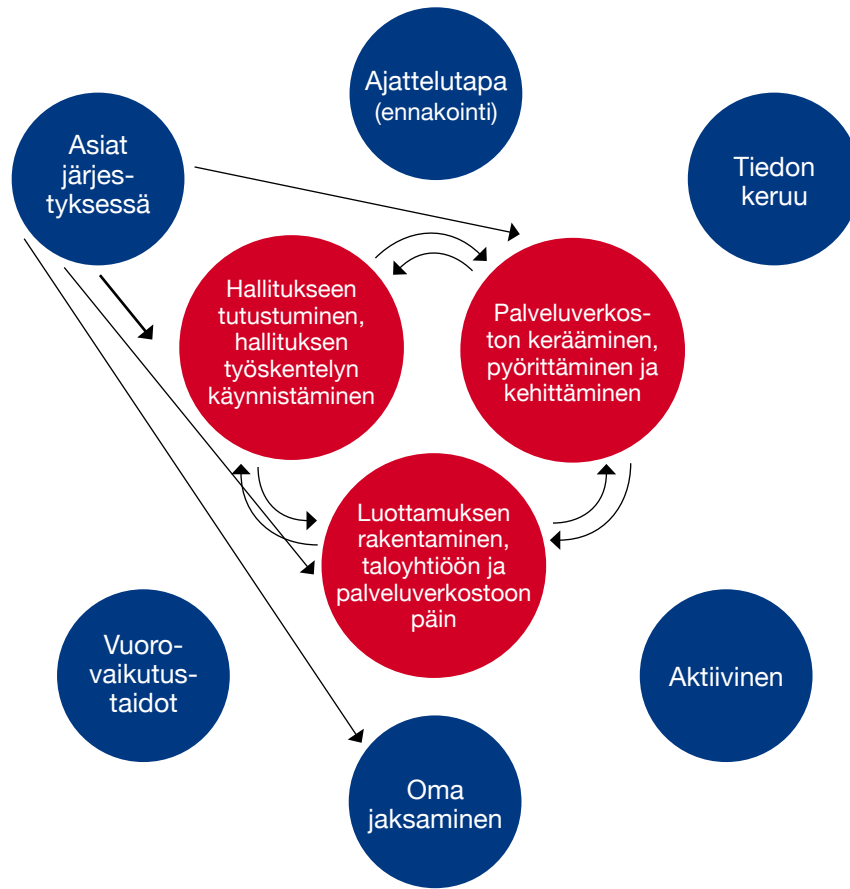 Ajattelutapa
(ennakointi)
Asiat
järjes-
tyksessä
Tiedon
keruu
Hallitukseen
tutustuminen,
hallituksen
työskentelyn
käynnistäminen
Palveluverkos-
ton kerääminen,
pyörittäminen ja
kehittäminen
Luottamuksen
rakentaminen,
taloyhtiöön ja
palveluverkostoon
päin
Vuoro-
vaikutus-
taidot
Aktiivinen
Oma
jaksaminen